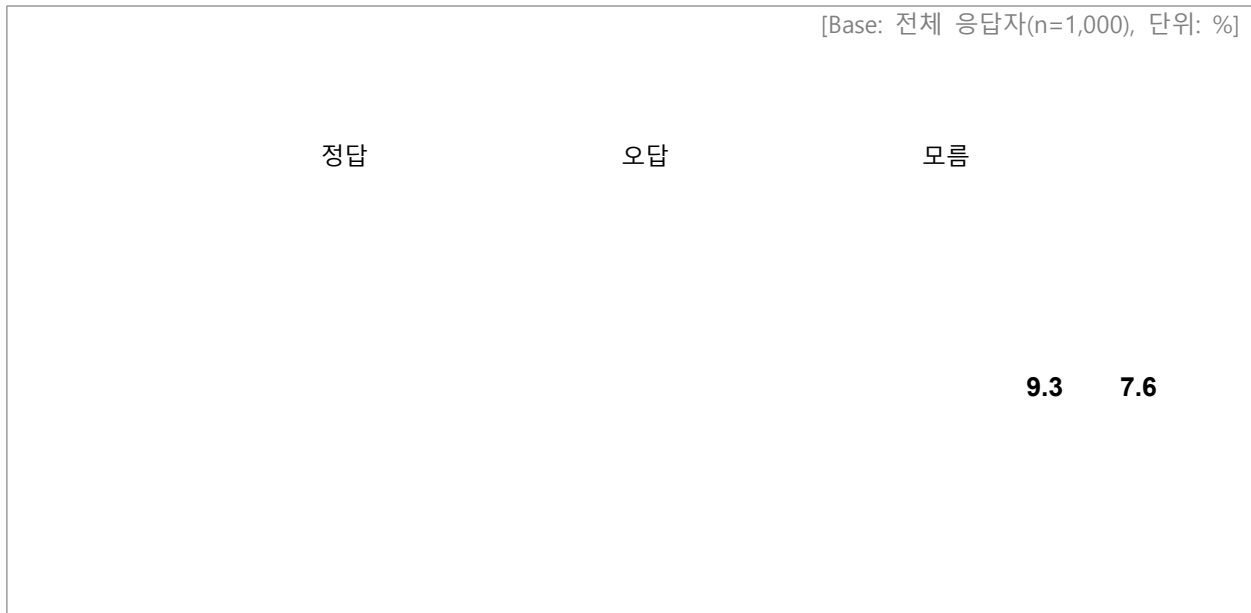 [Base: 전체 응답자(n=1,000), 단위: %]
정답 오답 모름
9.3 7.6